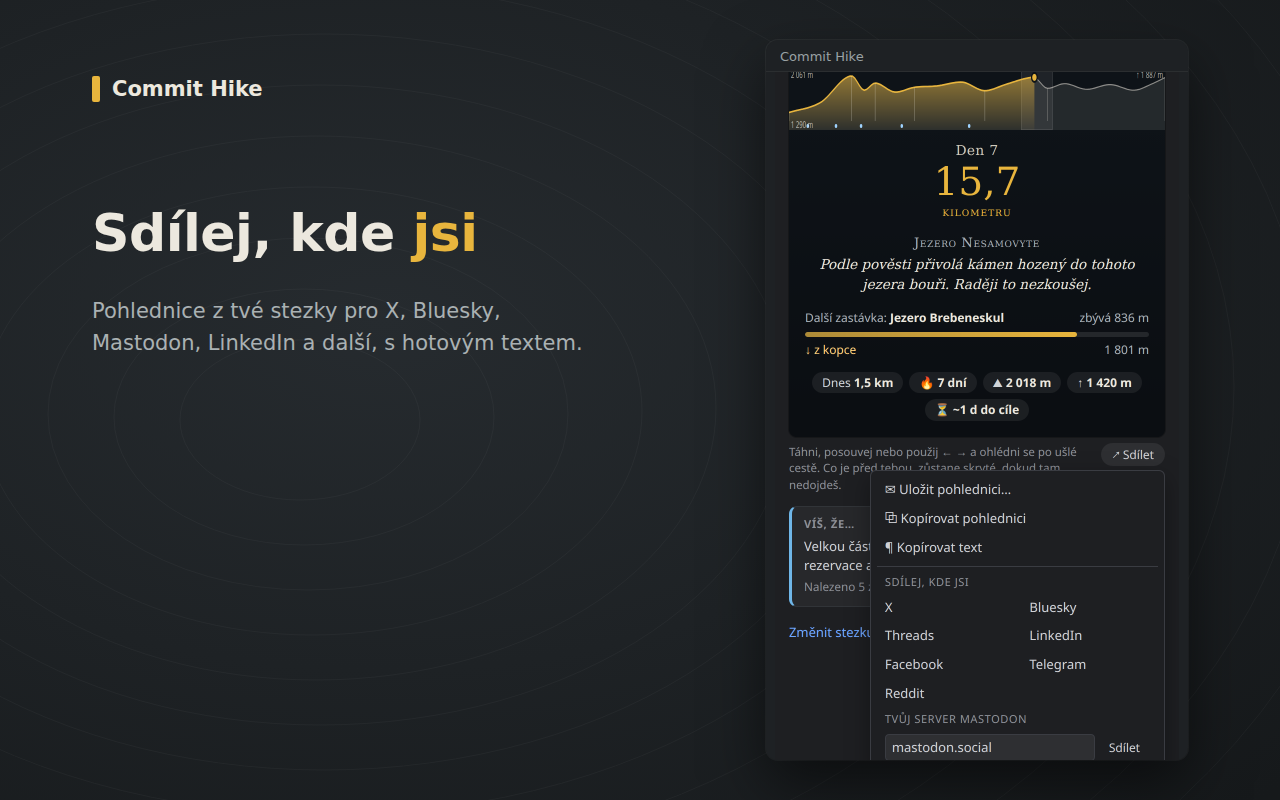 Commit Hike
Sdílej, kde jsi
Pohlednice z tvé stezky pro X, Bluesky,
Mastodon, LinkedIn a další, s hotovým textem.
Commit Hike
2 061 m
↑ 1 887 m
1 290 m
Den 7
15,7
KILOMETRU
Jezero Nesamovyte
Podle pověsti přivolá kámen hozený do tohoto
jezera bouři. Raději to nezkoušej.
Další zastávka: Jezero Brebeneskul zbývá 836 m
↓ z kopce 1 801 m
Dnes 1,5 km 🔥 7 dní ▲ 2 018 m ↑ 1 420 m
⏳ ~1 d do cíle
Táhni, posouvej nebo použij ← → a ohlédni se po ušlé
cestě. Co je před tebou, zůstane skryté, dokud tam
nedojdeš.
↗ Sdílet
VÍŠ, ŽE…
Velkou část
rezervace a
Nalezeno 5 z
Změnit stezku
✉ Uložit pohlednici…
⿻ Kopírovat pohlednici
¶ Kopírovat text
SDÍLEJ, KDE JSI
X Bluesky
Threads LinkedIn
Facebook Telegram
Reddit
TVŮJ SERVER MASTODON
mastodon.social Sdílet